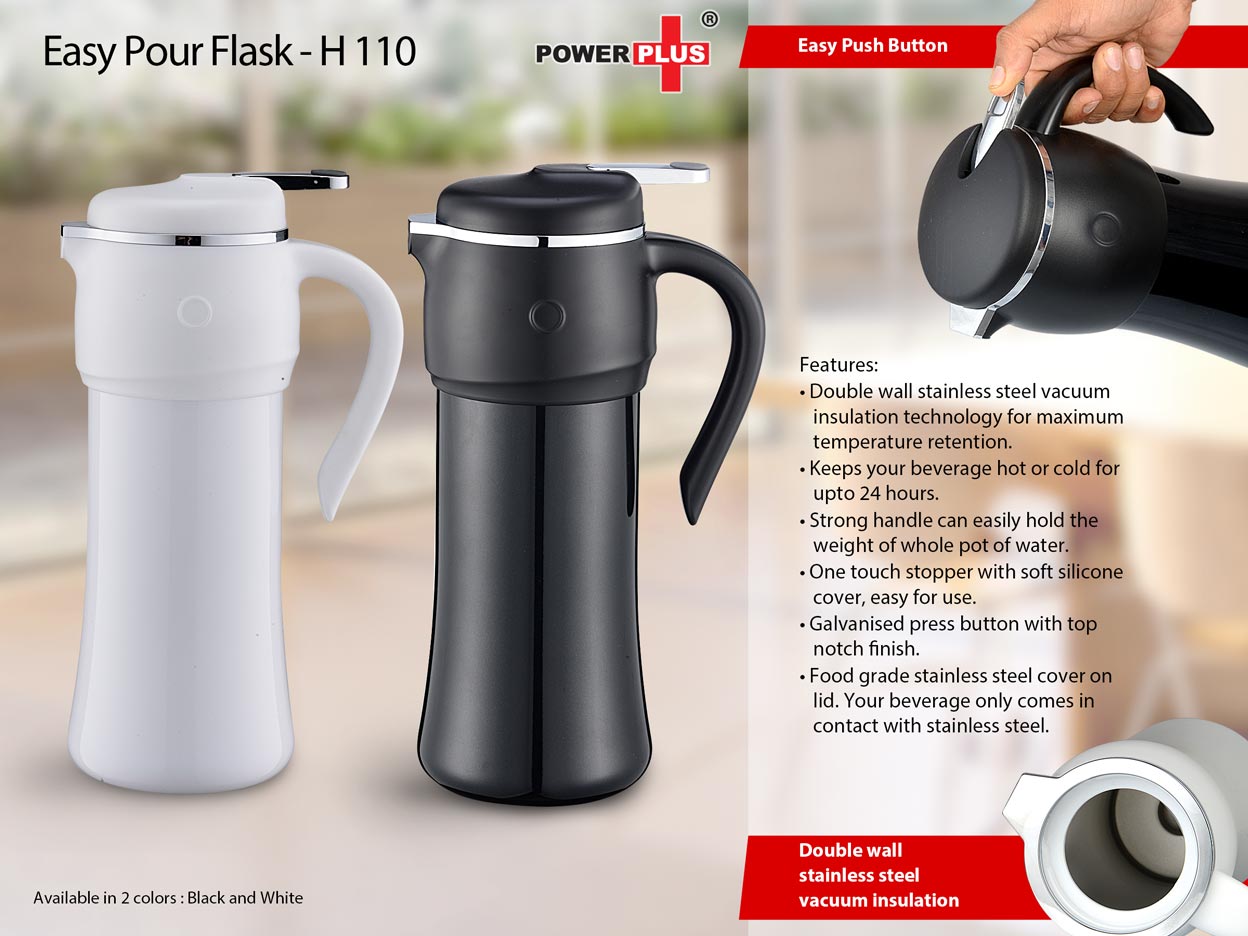 Easy Pour Flask - H 110
POWER PLUS ®
Easy Push Button
Features:
• Double wall stainless steel vacuum
insulation technology for maximum
temperature retention.
• Keeps your beverage hot or cold for
upto 24 hours.
• Strong handle can easily hold the
weight of whole pot of water.
• One touch stopper with soft silicone
cover, easy for use.
• Galvanised press button with top
notch finish.
• Food grade stainless steel cover on
lid. Your beverage only comes in
contact with stainless steel.
Double wall
stainless steel
vacuum insulation
Available in 2 colors : Black and White